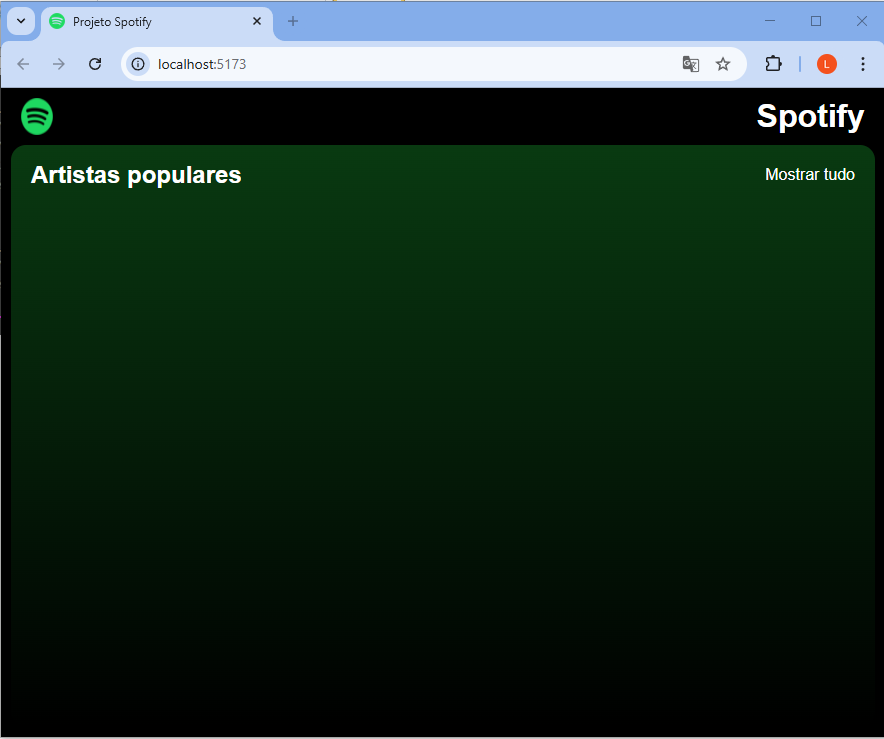 Projeto Spotify
localhost:5173
L
Spotify
Artistas populares
Mostrar tudo